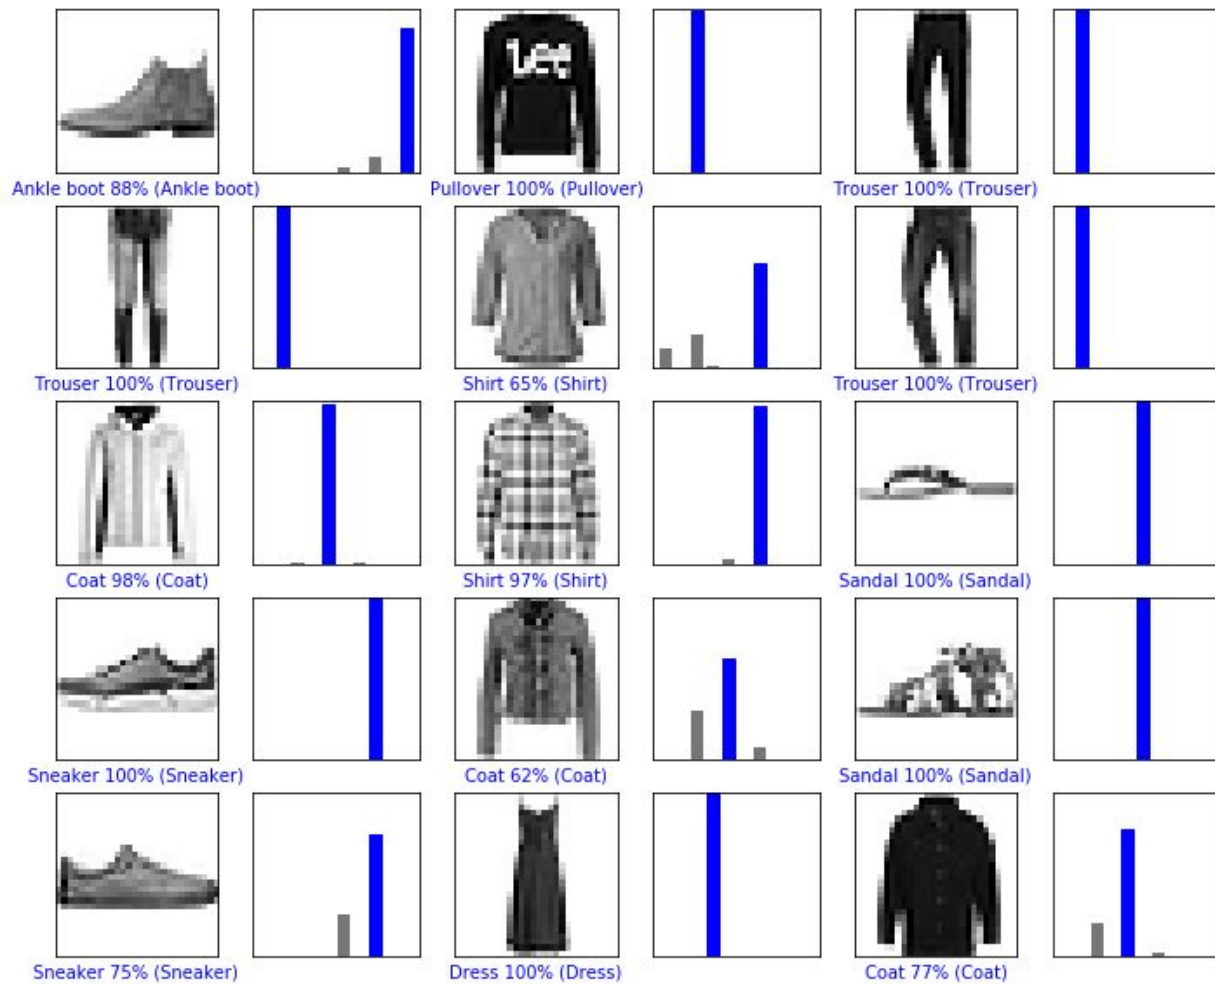 Lee
Ankle boot 88% (Ankle boot)
Pullover 100% (Pullover)
Trouser 100% (Trouser)
Trouser 100% (Trouser)
Shirt 65% (Shirt)
Trouser 100% (Trouser)
Coat 98% (Coat)
Shirt 97% (Shirt)
Sandal 100% (Sandal)
Sneaker 100% (Sneaker)
Coat 62% (Coat)
Sandal 100% (Sandal)
Sneaker 75% (Sneaker)
Dress 100% (Dress)
Coat 77% (Coat)